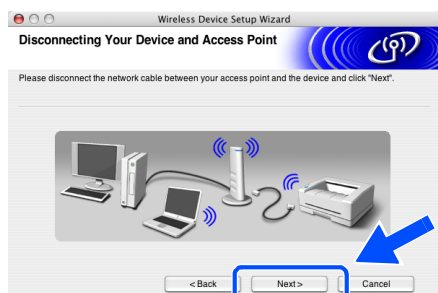 Wireless Device Setup Wizard
Disconnecting Your Device and Access Point
Please disconnect the network cable between your access point and the device and click "Next".
< Back Next > Cancel